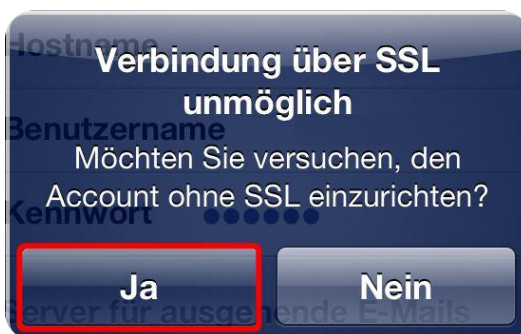 Hostname
Verbindung über SSL
unmöglich
Benutzername
Möchten Sie versuchen, den
Account ohne SSL einzurichten?
Kennwort ●●●●●●
Ja
Nein
Server für ausgehende E-Mails